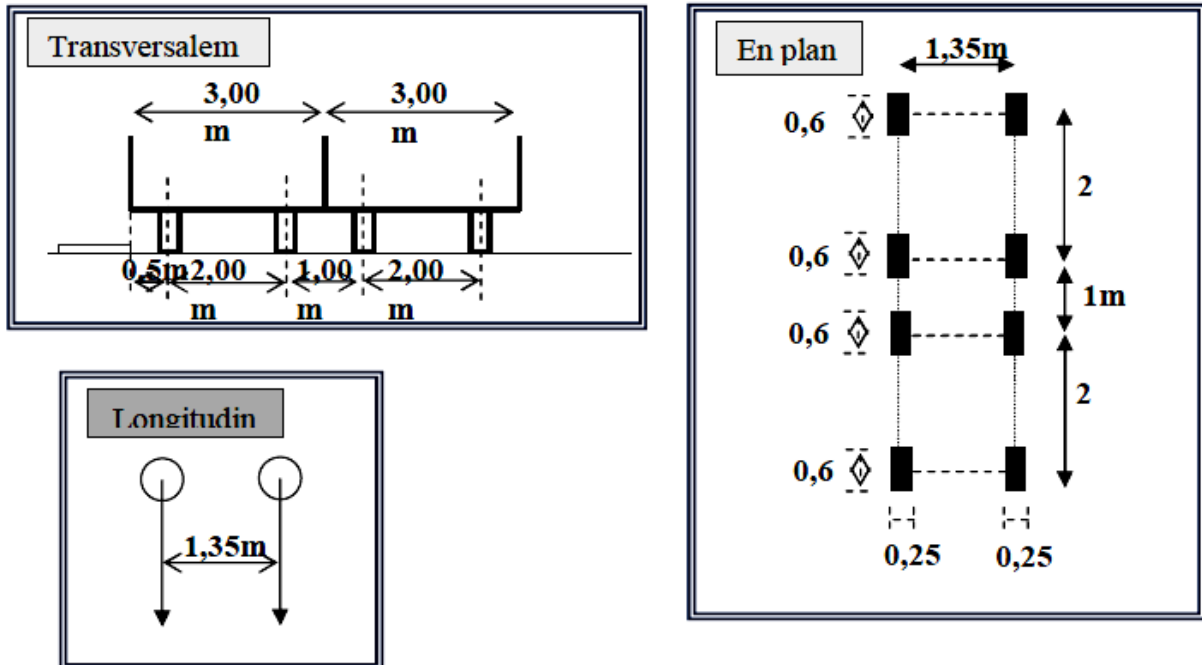 Transversalem
3,00 3,00
m m
0,5m 2,00 1,00 2,00
m m m
Longitudin
1,35m
En plan
1,35m
0,6
2
0,6
1m
0,6
2
0,6
0,25 0,25